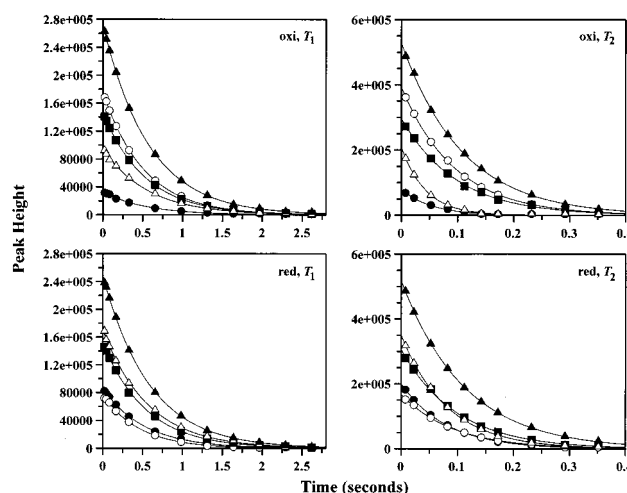 2.8e+005
2.4e+005
2e+005
1.6e+005
1.2e+005
80000
40000
0
oxi, T1
0 0.5 1 1.5 2 2.5
6e+005
4e+005
2e+005
0
oxi, T2
0 0.1 0.2 0.3 0.4
Peak Height
2.8e+005
2.4e+005
2e+005
1.6e+005
1.2e+005
80000
40000
0
red, T1
0 0.5 1 1.5 2 2.5
6e+005
4e+005
2e+005
0
red, T2
0 0.1 0.2 0.3
Time (seconds)